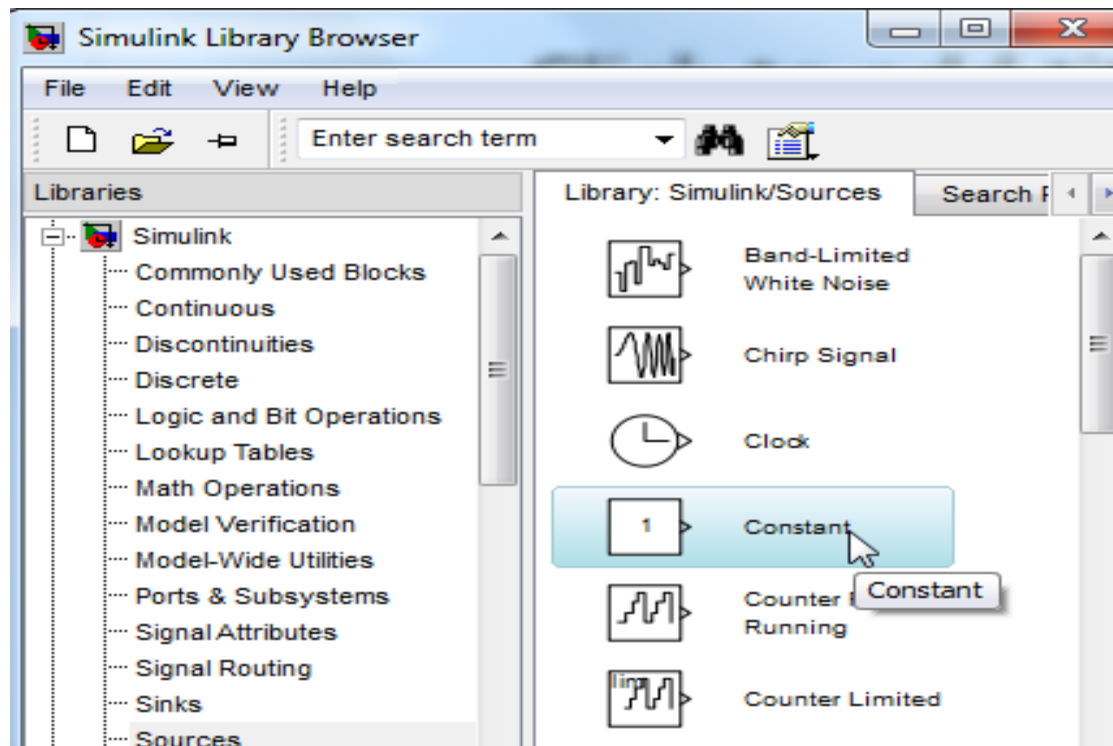 Simulink Library Browser
File Edit View Help
Enter search term
Libraries
Simulink
Commonly Used Blocks
Continuous
Discontinuities
Discrete
Logic and Bit Operations
Lookup Tables
Math Operations
Model Verification
Model-Wide Utilities
Ports & Subsystems
Signal Attributes
Signal Routing
Sinks
Sources
Library: Simulink/Sources
Search
Band-Limited
White Noise
Chirp Signal
Clock
1
Constant
Constant
Counter
Running
Counter Limited